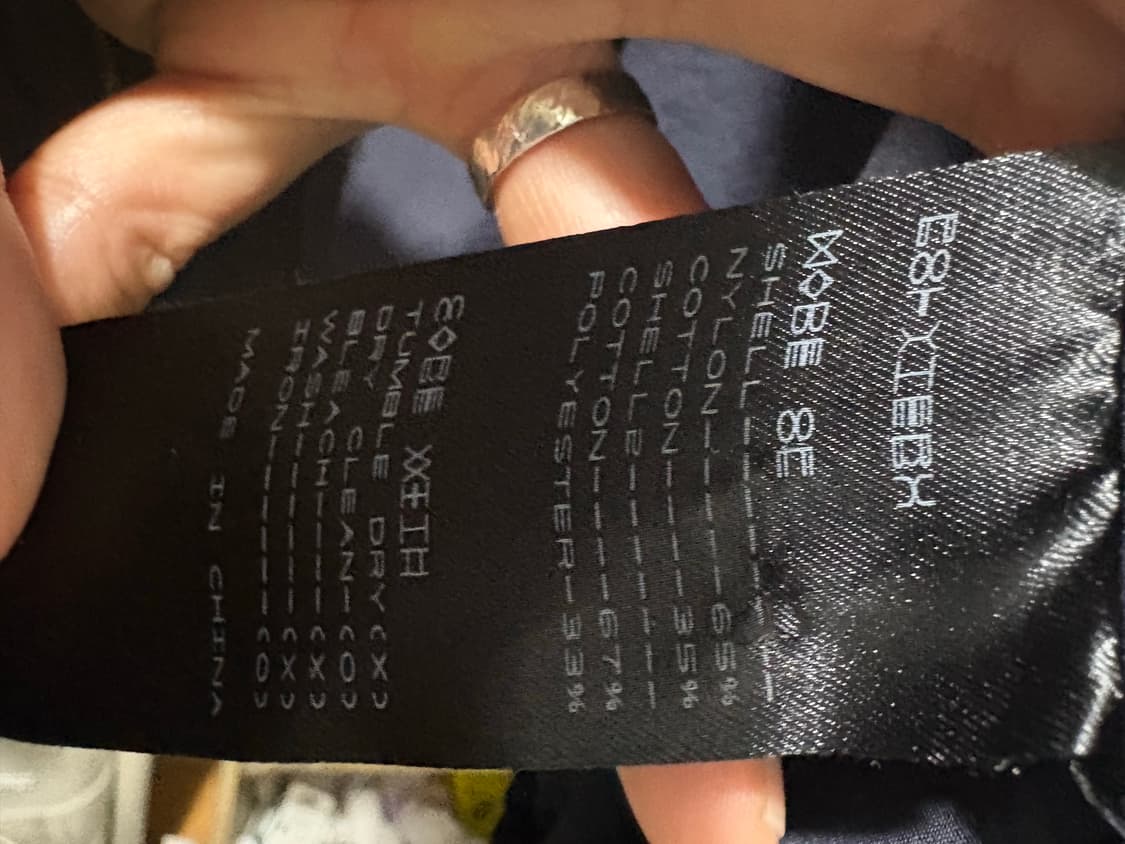 SHELL----------
NYLON------65%
COTTON-----35%
SHELL2---------
COTTON-----67%
POLYESTER-33%
TUMBLE DRY(X)
DRY CLEAN-(O)
BLEACH----(X)
WASH------(X)
IRON------(O)
MADE IN CHINA